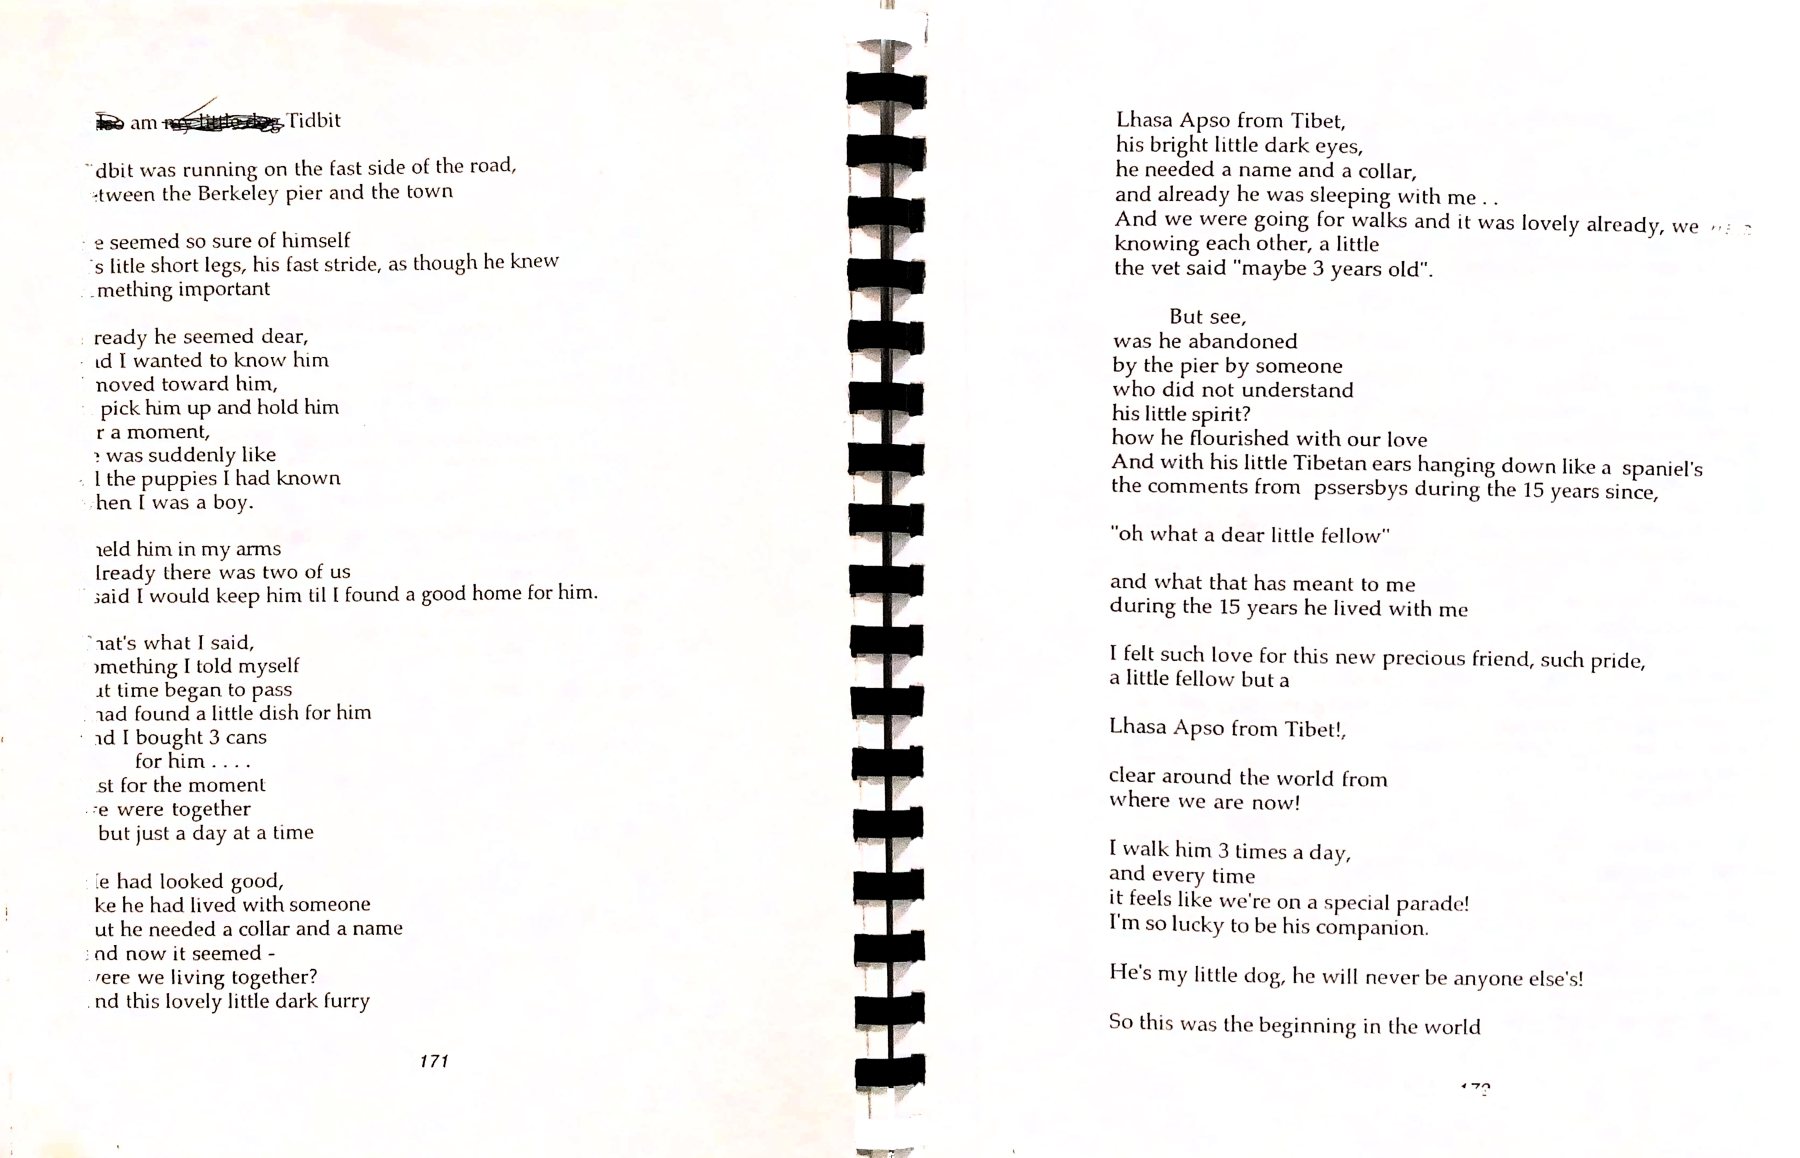 am my little dog Tidbit
dbit was running on the fast side of the road,
tween the Berkeley pier and the town
e seemed so sure of himself
s litle short legs, his fast stride, as though he knew
mething important
ready he seemed dear,
d I wanted to know him
moved toward him,
pick him up and hold him
r a moment,
e was suddenly like
l the puppies I had known
hen I was a boy.
held him in my arms
lready there was two of us
said I would keep him til I found a good home for him.
hat's what I said,
omething I told myself
ut time began to pass
had found a little dish for him
nd I bought 3 cans
for him . . . .
st for the moment
e were together
but just a day at a time
e had looked good,
ke he had lived with someone
ut he needed a collar and a name
nd now it seemed -
were we living together?
nd this lovely little dark furry
171
Lhasa Apso from Tibet,
his bright little dark eyes,
he needed a name and a collar,
and already he was sleeping with me . .
And we were going for walks and it was lovely already, we
knowing each other, a little
the vet said "maybe 3 years old".
But see,
was he abandoned
by the pier by someone
who did not understand
his little spirit?
how he flourished with our love
And with his little Tibetan ears hanging down like a spaniel's
the comments from pssersbys during the 15 years since,
"oh what a dear little fellow"
and what that has meant to me
during the 15 years he lived with me
I felt such love for this new precious friend, such pride,
a little fellow but a
Lhasa Apso from Tibet!,
clear around the world from
where we are now!
I walk him 3 times a day,
and every time
it feels like we're on a special parade!
I'm so lucky to be his companion.
He's my little dog, he will never be anyone else's!
So this was the beginning in the world